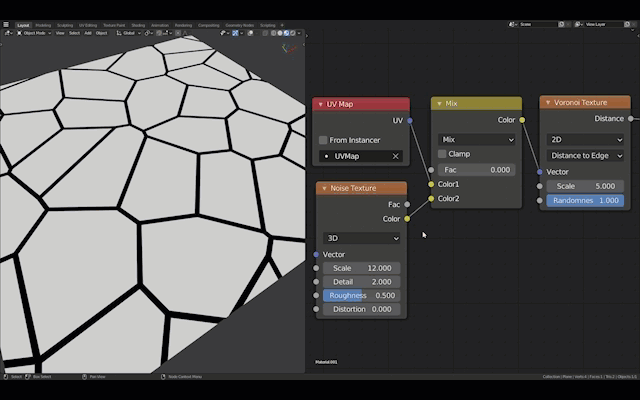 Layout Modeling Sculpting UV Editing Texture Paint Shading Animation Rendering Compositing Geometry Nodes Scripting
Scene
View Layer
Object Mode View Select Add Object Global
UV Map
UV
From Instancer
UVMap
Mix
Color
Mix
Clamp
Fac 0.000
Color1
Color2
Voronoi Texture
Distance
2D
Distance to Edge
Vector
Scale 5.000
Randomnes 1.000
Noise Texture
Fac
Color
3D
Vector
Scale 12.000
Detail 2.000
Roughness 0.500
Distortion 0.000
Material.001
Select Box Select Pan View Node Context Menu